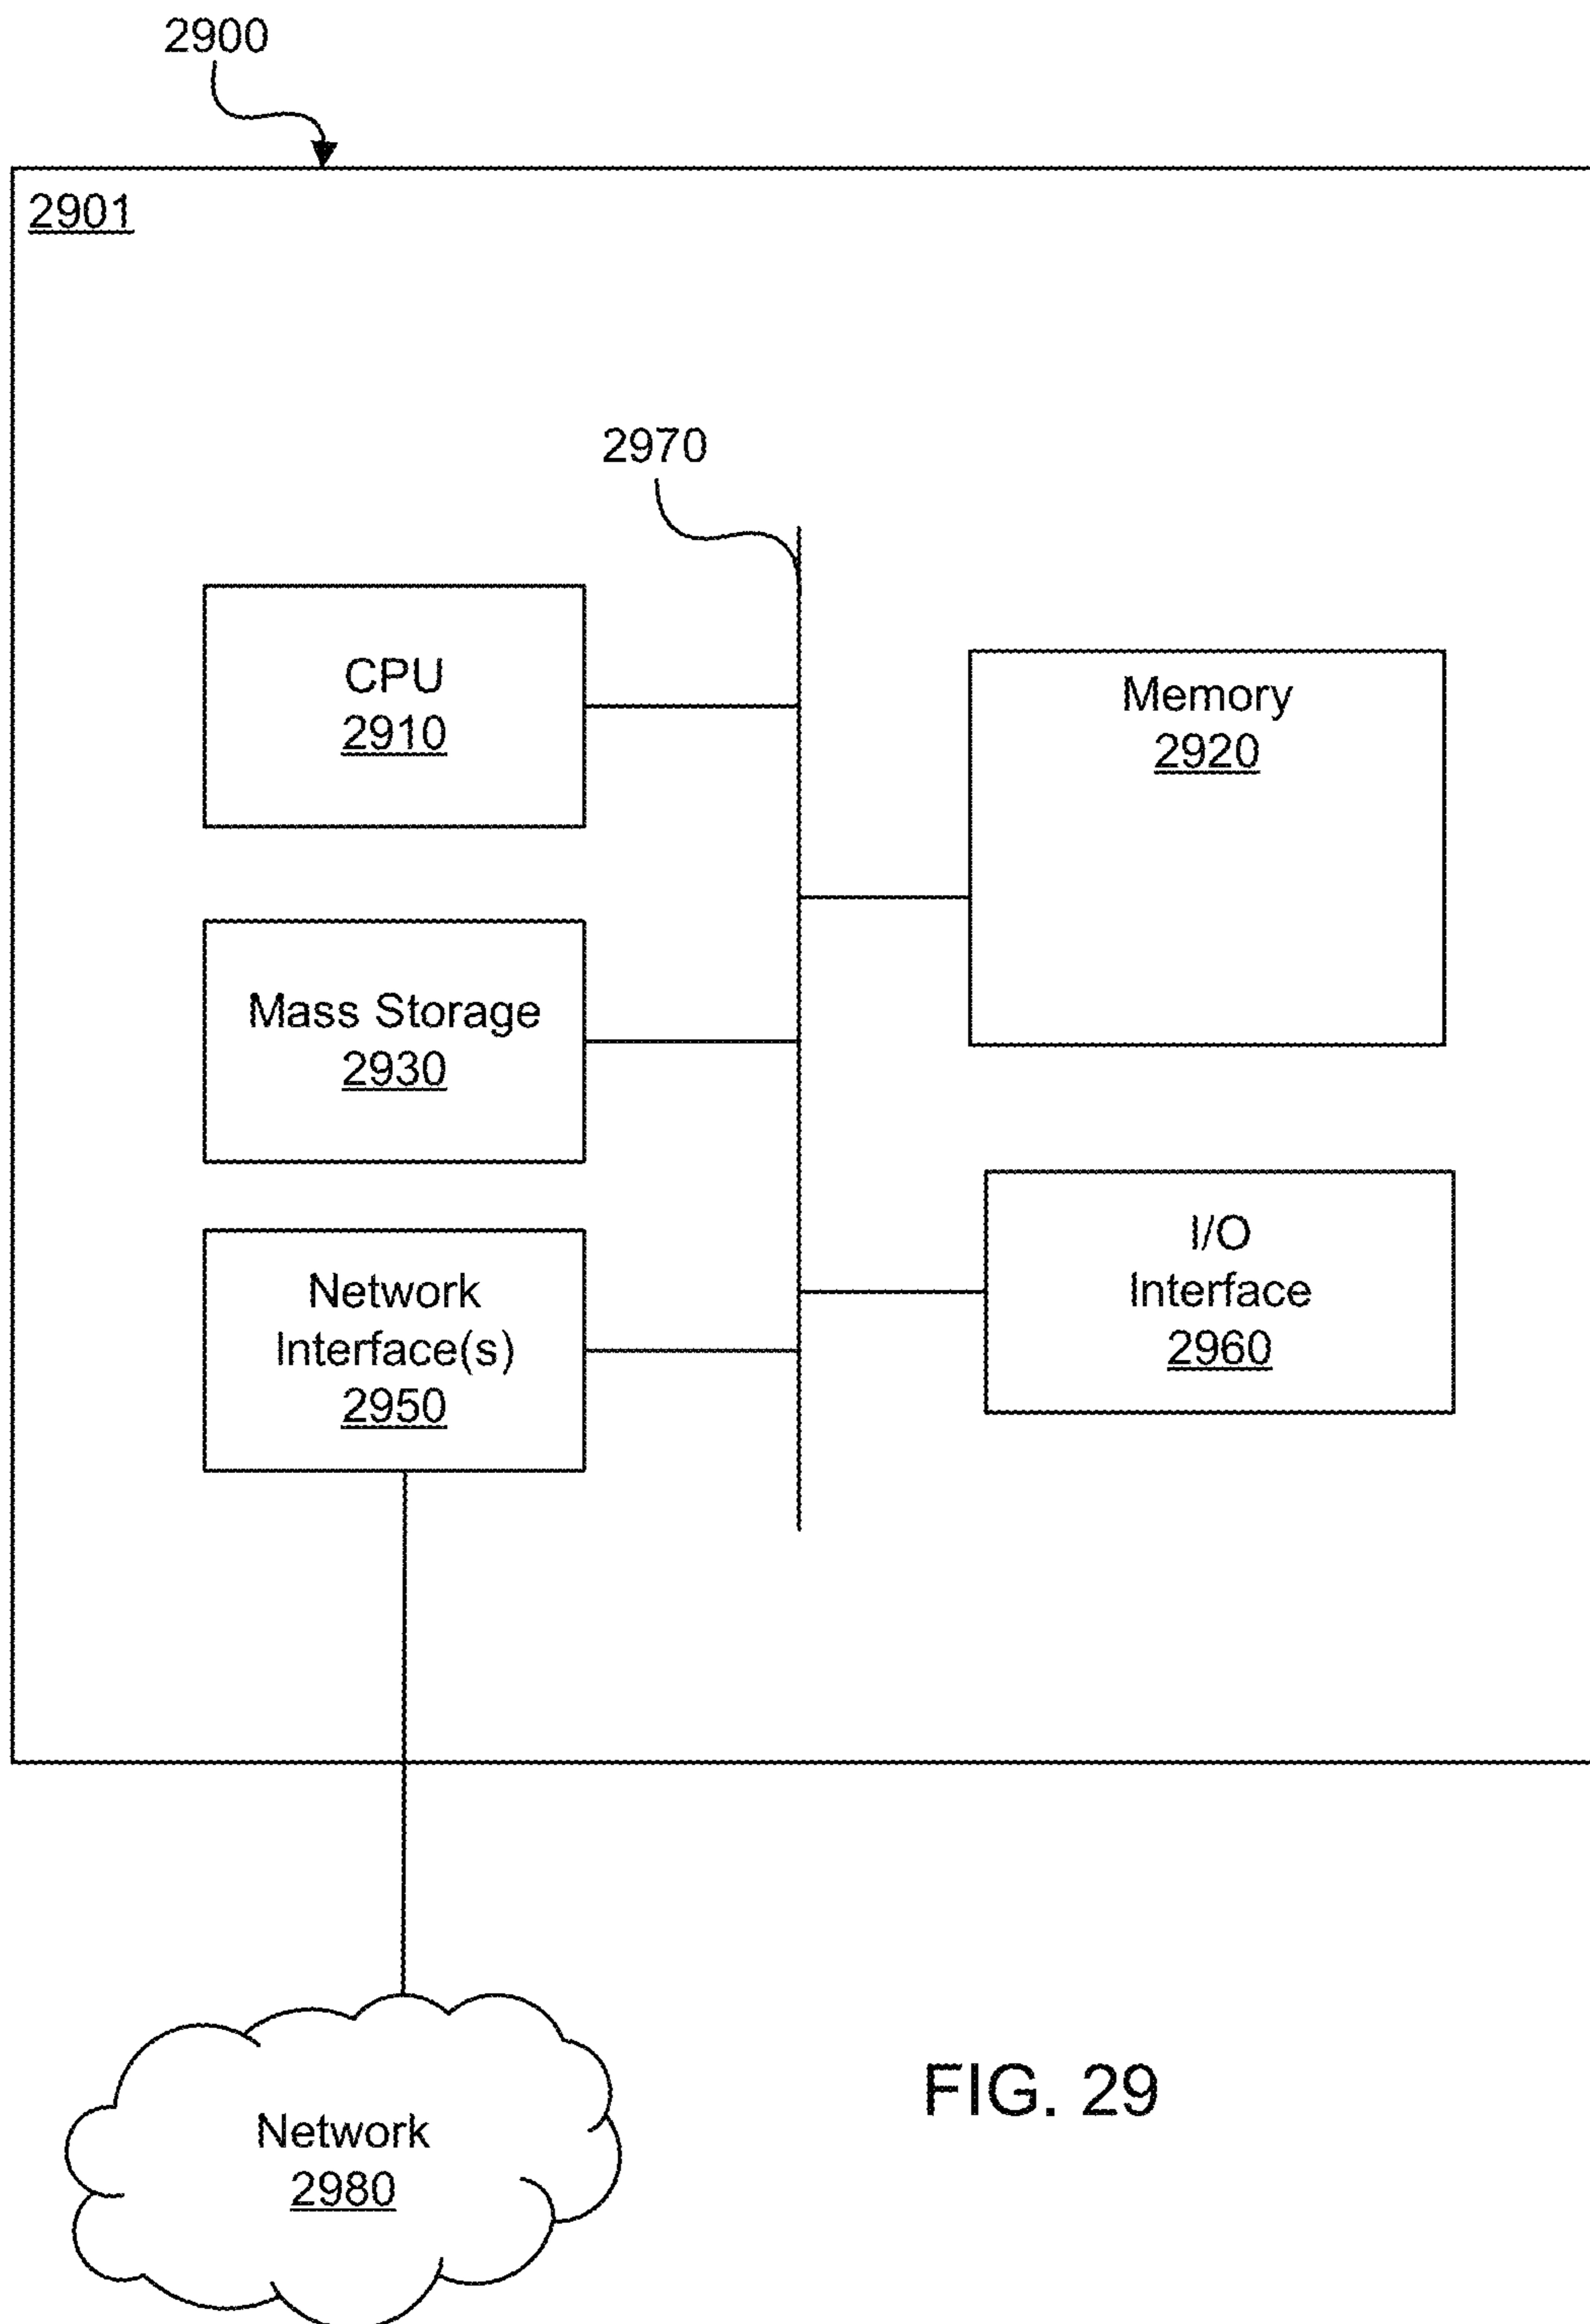 2900
2901
2970
CPU
2910
Memory
2920
Mass Storage
2930
I/O
Interface
2960
Network
Interface(s)
2950
Network
2980
FIG. 29